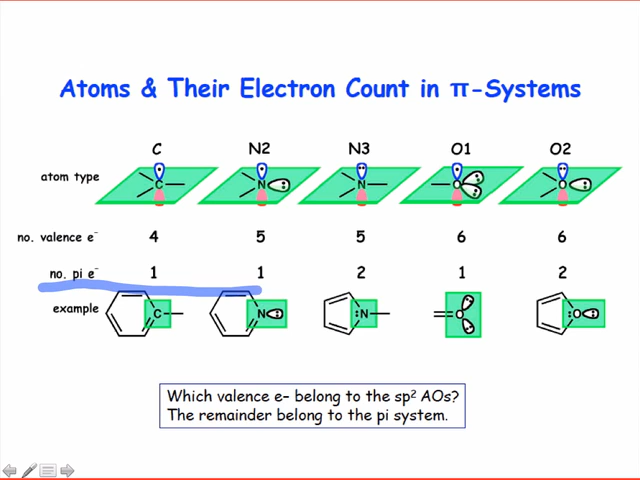 Atoms & Their Electron Count in π-Systems
C N2 N3 O1 O2
atom type C N N O O
no. valence e⁻ 4 5 5 6 6
no. pi e⁻ 1 1 2 1 2
example C N :N O :O
Which valence e– belong to the sp² AOs?
The remainder belong to the pi system.